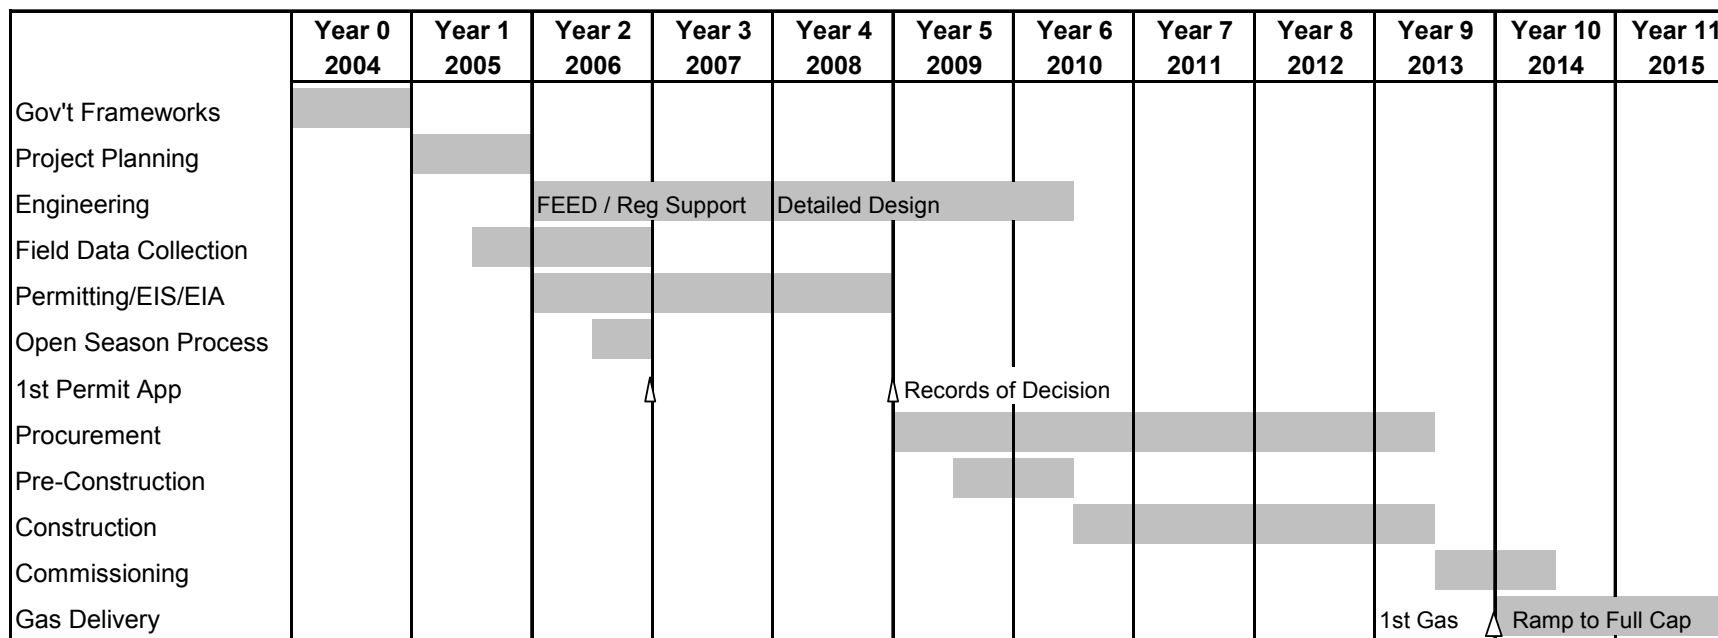 Year 0 Year 1 Year 2 Year 3 Year 4 Year 5 Year 6 Year 7 Year 8 Year 9 Year 10 Year 11
2004 2005 2006 2007 2008 2009 2010 2011 2012 2013 2014 2015
Gov't Frameworks
Project Planning
Engineering FEED / Reg Support Detailed Design
Field Data Collection
Permitting/EIS/EIA
Open Season Process
1st Permit App Records of Decision
Procurement
Pre-Construction
Construction
Commissioning
Gas Delivery 1st Gas Ramp to Full Cap